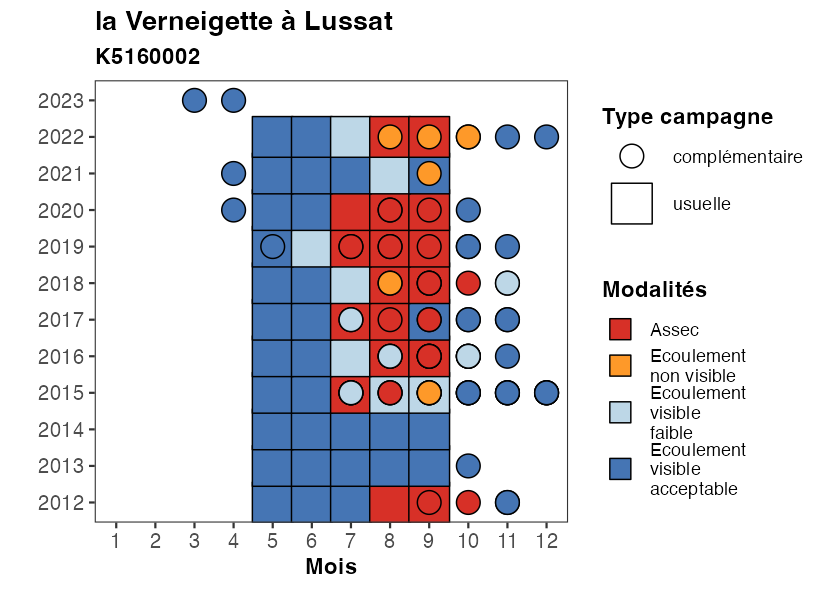 la Verneigette à Lussat
K5160002
2023
2022
2021
2020
2019
2018
2017
2016
2015
2014
2013
2012
1 2 3 4 5 6 7 8 9 10 11 12
Mois
Type campagne
complémentaire
usuelle
Modalités
Assec
Ecoulement
non visible
Ecoulement
visible
faible
Ecoulement
visible
acceptable